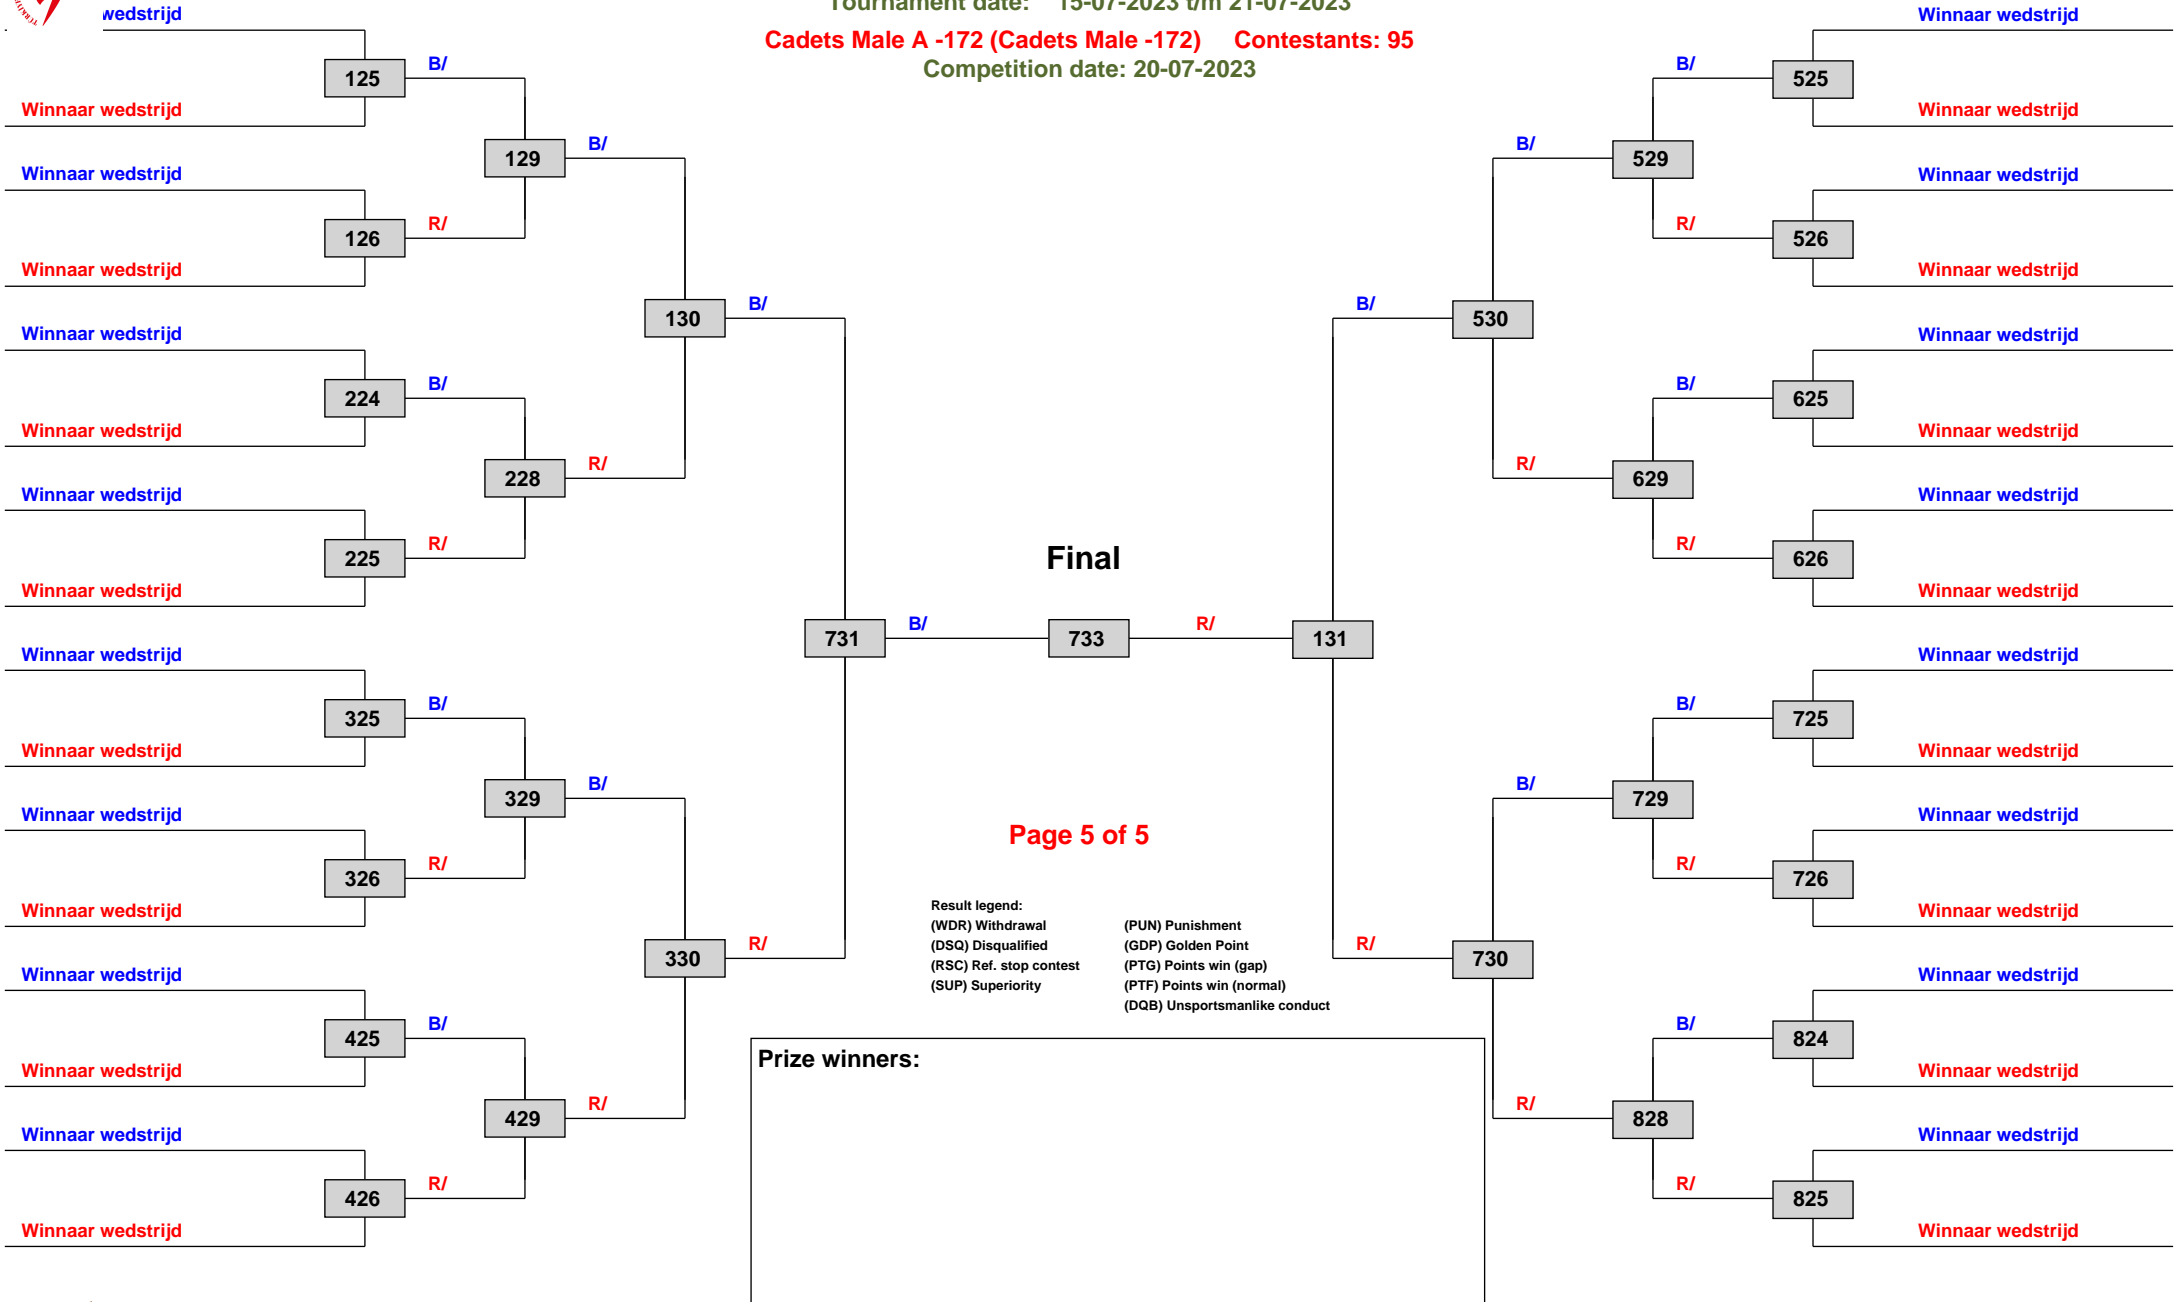 Tournament date: 15-07-2023 t/m 21-07-2023
Cadets Male A -172 (Cadets Male -172) Contestants: 95
Competition date: 20-07-2023
wedstrijd
125
B/
Winnaar wedstrijd
129
B/
Winnaar wedstrijd
126
R/
Winnaar wedstrijd
130
B/
Winnaar wedstrijd
224
B/
Winnaar wedstrijd
228
R/
Winnaar wedstrijd
225
R/
Winnaar wedstrijd
731
B/
Winnaar wedstrijd
325
B/
Winnaar wedstrijd
329
B/
Winnaar wedstrijd
326
R/
Winnaar wedstrijd
330
R/
Winnaar wedstrijd
425
B/
Winnaar wedstrijd
429
R/
Winnaar wedstrijd
426
R/
Winnaar wedstrijd
Final
733
R/
131
Page 5 of 5
Result legend:
(WDR) Withdrawal
(DSQ) Disqualified
(RSC) Ref. stop contest
(SUP) Superiority
(PUN) Punishment
(GDP) Golden Point
(PTG) Points win (gap)
(PTF) Points win (normal)
(DQB) Unsportsmanlike conduct
Prize winners:
Winnaar wedstrijd
B/
525
Winnaar wedstrijd
B/
529
Winnaar wedstrijd
R/
526
Winnaar wedstrijd
B/
530
Winnaar wedstrijd
B/
625
Winnaar wedstrijd
R/
629
Winnaar wedstrijd
R/
626
Winnaar wedstrijd
Winnaar wedstrijd
B/
725
Winnaar wedstrijd
B/
729
Winnaar wedstrijd
R/
726
Winnaar wedstrijd
R/
730
Winnaar wedstrijd
B/
824
Winnaar wedstrijd
R/
828
Winnaar wedstrijd
R/
825
Winnaar wedstrijd